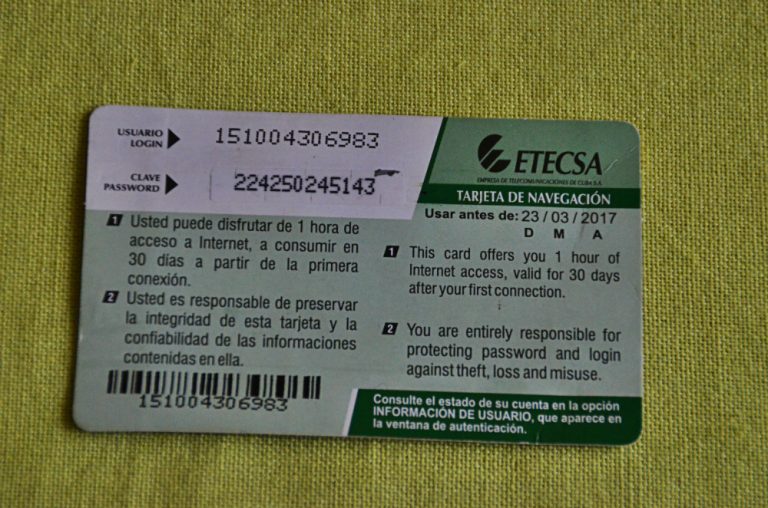 USUARIO
LOGIN
151004306983
CLAVE
PASSWORD
224250245143
ETECSA
EMPRESA DE TELECOMUNICACIONES DE CUBA S.A.
TARJETA DE NAVEGACIÓN
Usar antes de: 23 / 03 / 2017
D M A
1 Usted puede disfrutar de 1 hora de
acceso a Internet, a consumir en
30 días a partir de la primera
conexión.
2 Usted es responsable de preservar
la integridad de esta tarjeta y la
confiabilidad de las informaciones
contenidas en ella.
151004306983
1 This card offers you 1 hour of
Internet access, valid for 30 days
after your first connection.
2 You are entirely responsible for
protecting password and login
against theft, loss and misuse.
Consulte el estado de su cuenta en la opción
INFORMACIÓN DE USUARIO, que aparece en
la ventana de autenticación.